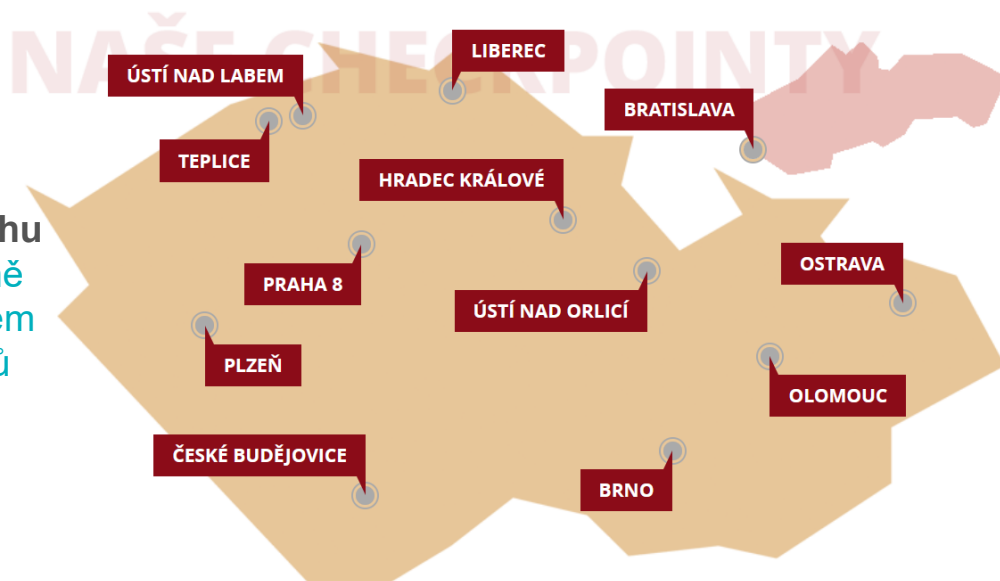 NAŠE CHECKPOINTY
LIBEREC
ÚSTÍ NAD LABEM
BRATISLAVA
TEPLICE
HRADEC KRÁLOVÉ
hu
OSTRAVA
PRAHA 8
ÚSTÍ NAD ORLICÍ
PLZEŇ
OLOMOUC
ČESKÉ BUDĚJOVICE
BRNO